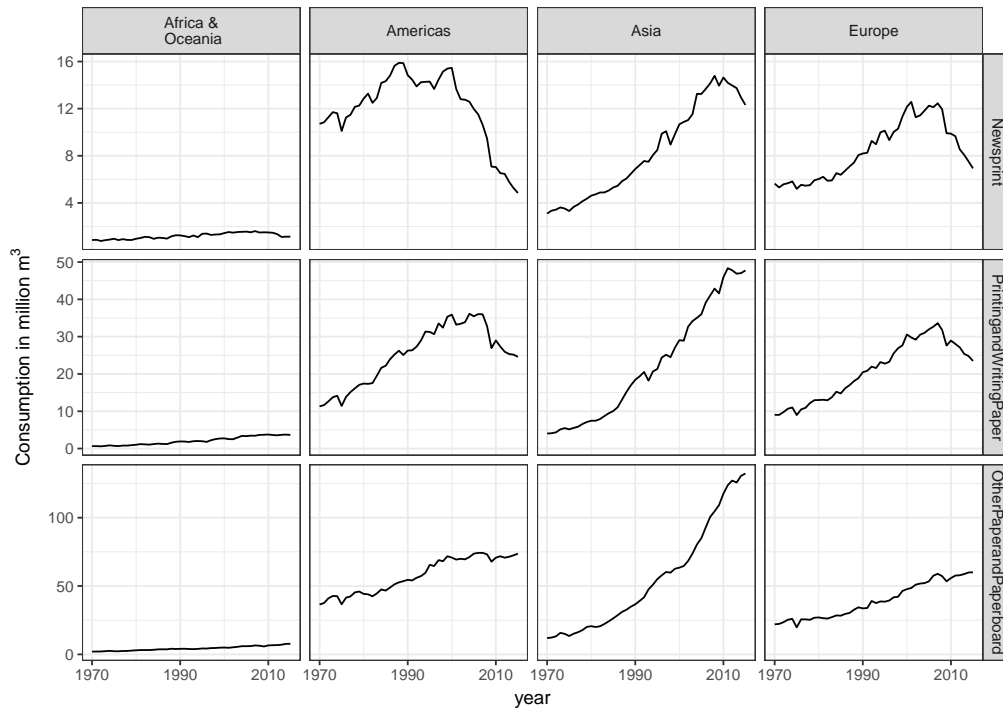 Africa &
Oceania
Americas
Asia
Europe
16
12
8
4
Newsprint
50
40
30
20
10
0
PrintingandWritingPaper
100
50
0
OtherPaperandPaperboard
1970
1990
2010
1970
1990
2010
1970
1990
2010
1970
1990
2010
year
Consumption in million m³